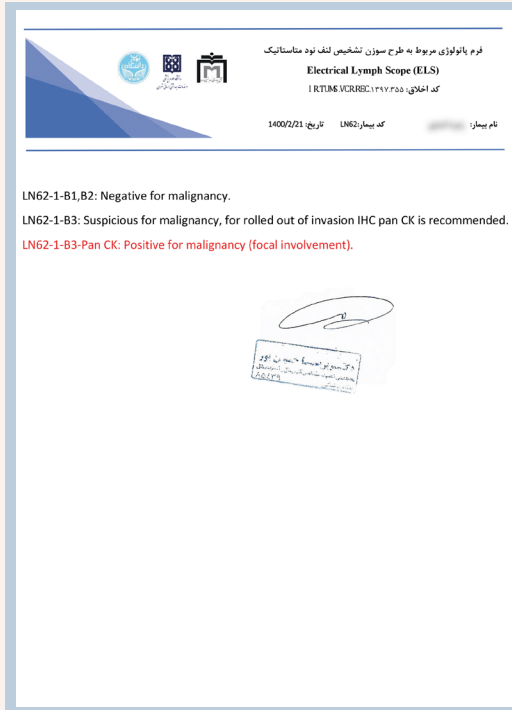 فرم پاتولوژی مربوط به طرح سوزن تشخیص لنف نود متاستاتیک
Electrical Lymph Scope (ELS)
کد اخلاق: IR.TUMS.VCR.REC.۱۳۹۷.۳۵۵
نام بیمار: کد بیمار:LN62 تاریخ: 1400/2/21
LN62-1-B1,B2: Negative for malignancy.
LN62-1-B3: Suspicious for malignancy, for rolled out of invasion IHC pan CK is recommended.
LN62-1-B3-Pan CK: Positive for malignancy (focal involvement).